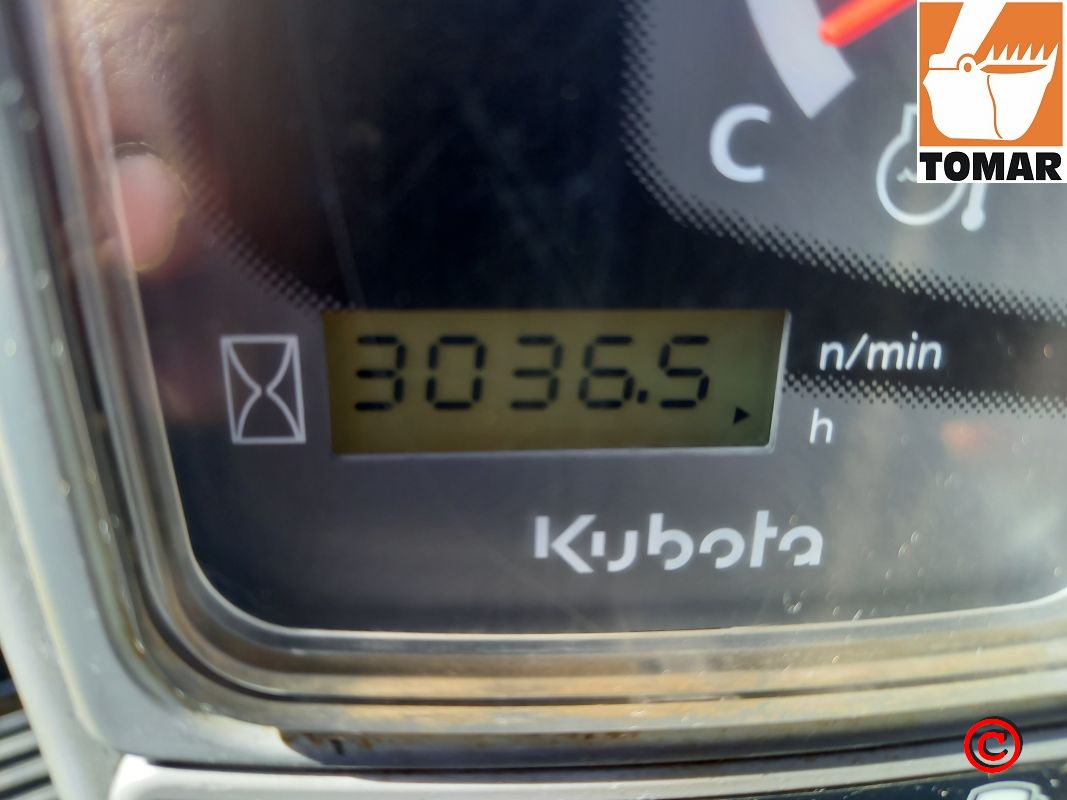 C
TOMAR
3036.5
n/min
h
Kubota
©